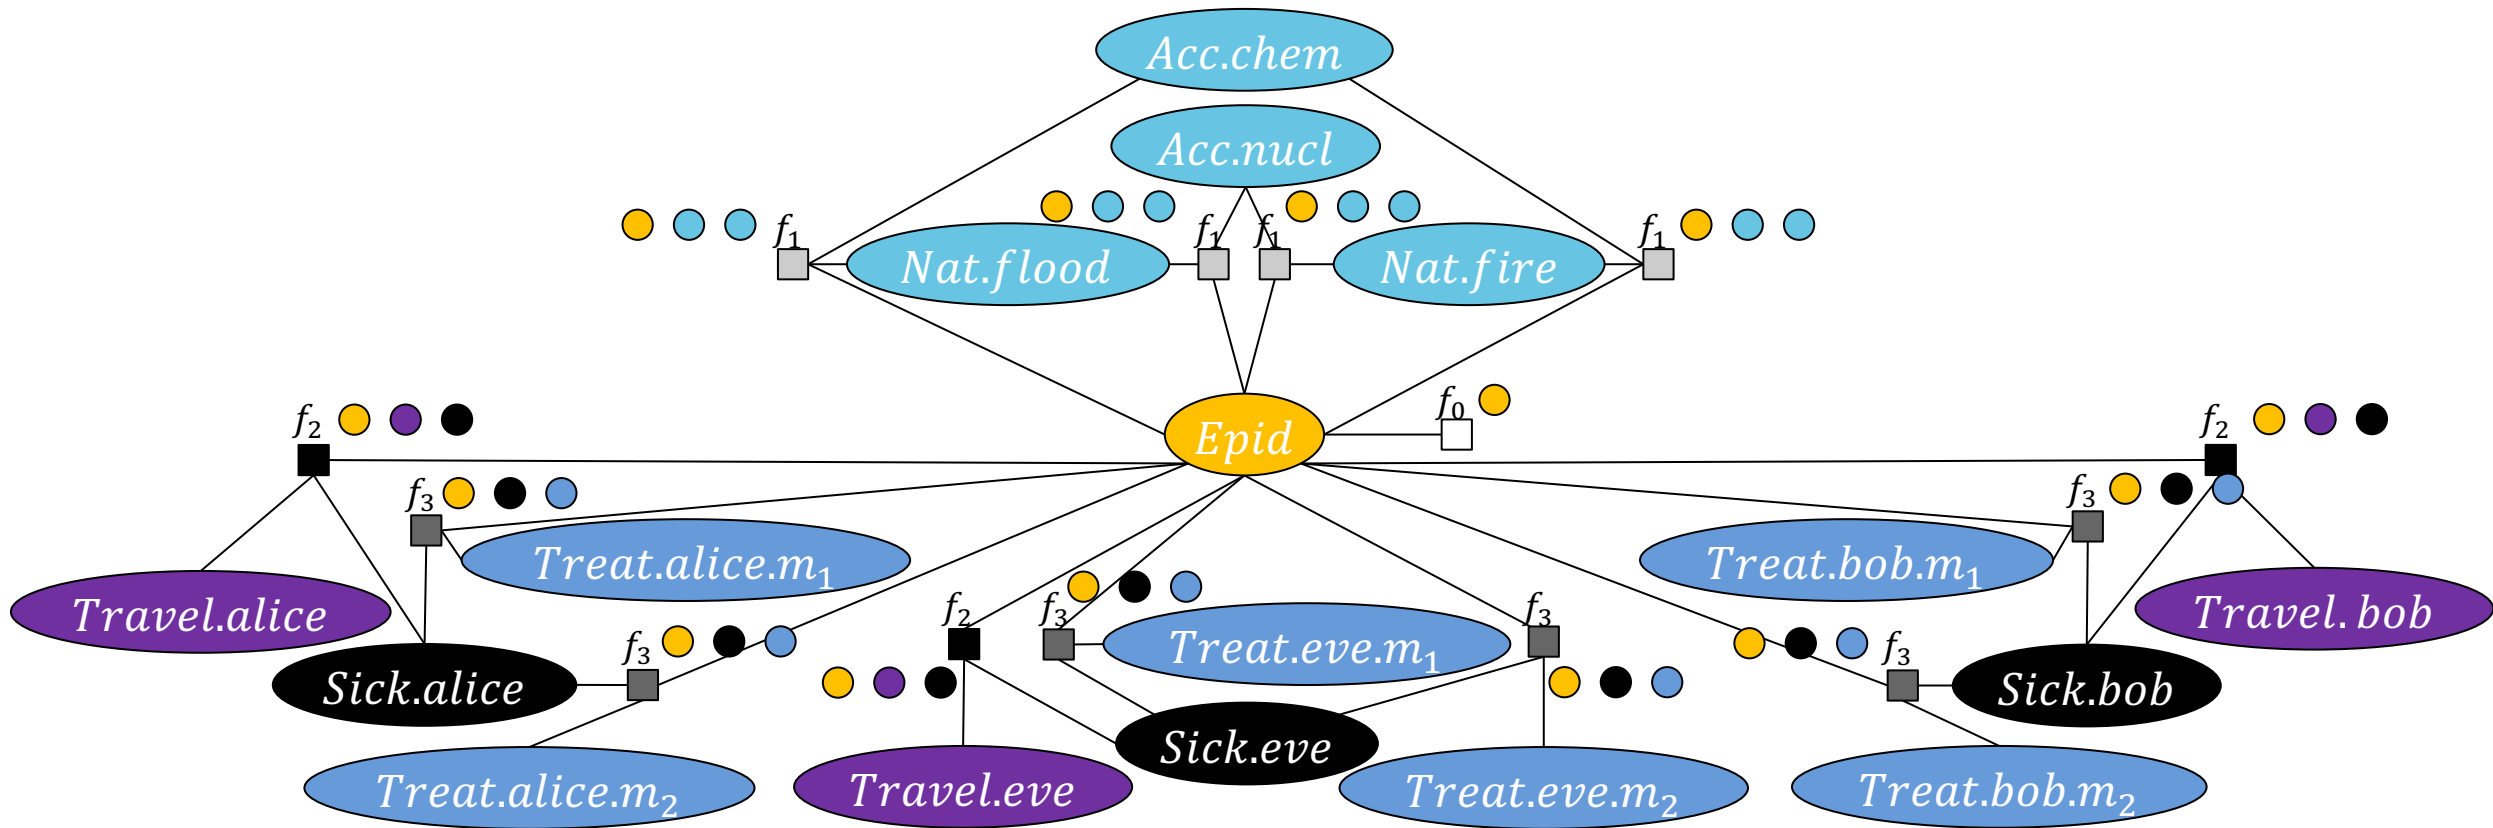 Acc.chem
Acc.nucl
f₁
f₁
f₁
f₁
Nat.flood
Nat.fire
f₀
Epid
f₂
f₂
f₃
f₃
Treat.alice.m₁
Treat.bob.m₁
Travel.alice
Travel.bob
f₂
f₃
f₃
f₃
f₃
Treat.eve.m₁
Sick.alice
Sick.bob
Sick.eve
Treat.alice.m₂
Travel.eve
Treat.eve.m₂
Treat.bob.m₂